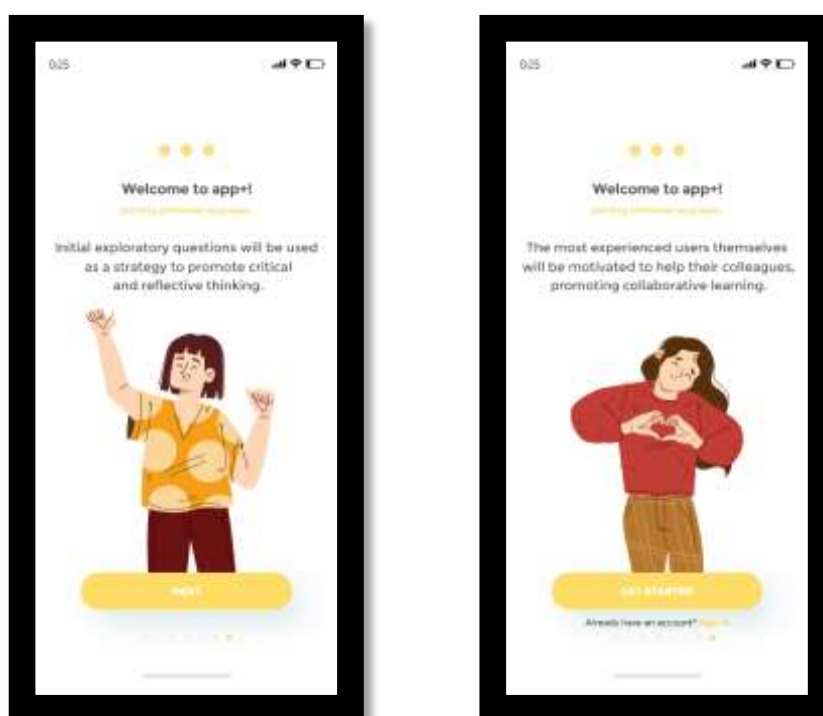 0:25
Welcome to app+!
Initial exploratory questions will be used
as a strategy to promote critical
and reflective thinking.
NEXT
0:25
Welcome to app+!
The most experienced users themselves
will be motivated to help their colleagues,
promoting collaborative learning.
GET STARTED
Already have an account? Sign in